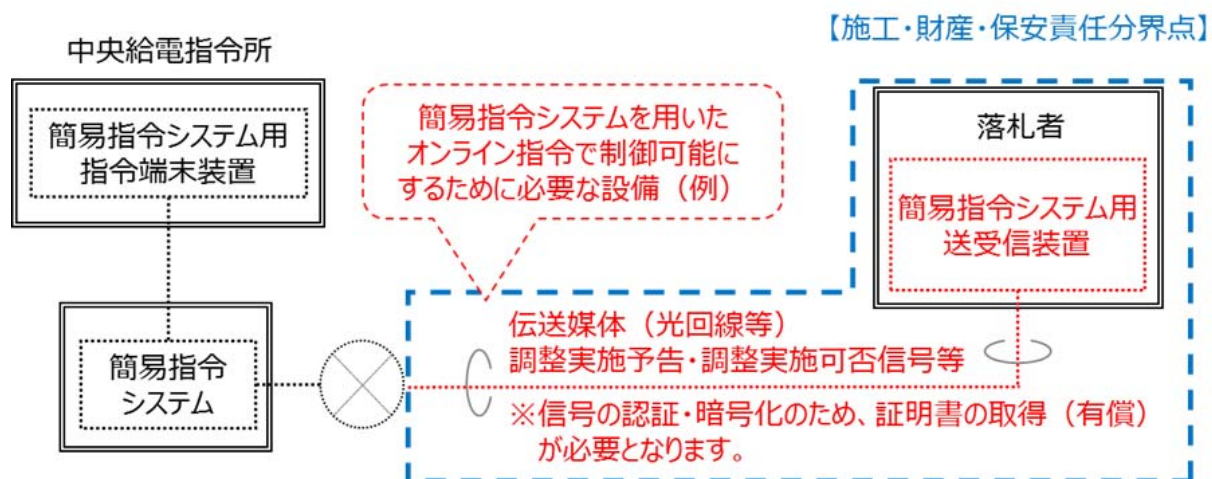 【施工・財産・保安責任分界点】
中央給電指令所
簡易指令システム用
指令端末装置
簡易指令システムを用いた
オンライン指令で制御可能に
するために必要な設備（例）
落札者
簡易指令システム用
送受信装置
簡易指令
システム
伝送媒体（光回線等）
調整実施予告・調整実施可否信号等
※信号の認証・暗号化のため、証明書の取得（有償）
が必要となります。